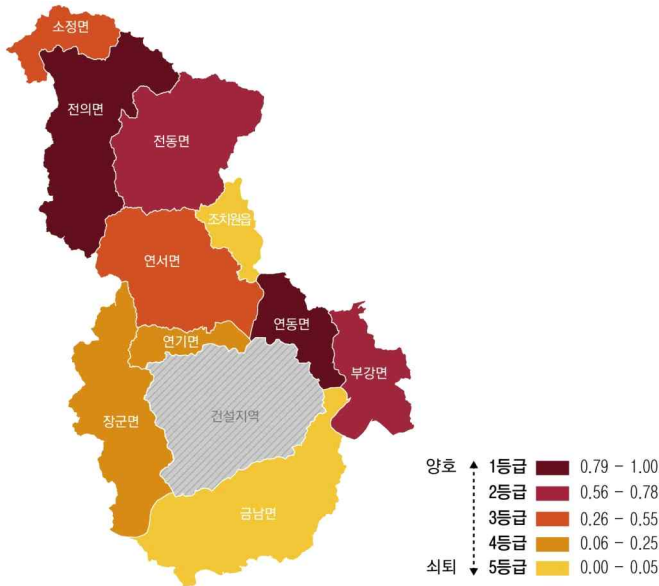 소정면
전의면
전동면
조치원읍
연서면
연동면
연기면
부강면
장군면
건설지역
금남면
양호 1등급 0.79 - 1.00
2등급 0.56 - 0.78
3등급 0.26 - 0.55
4등급 0.06 - 0.25
쇠퇴 5등급 0.00 - 0.05